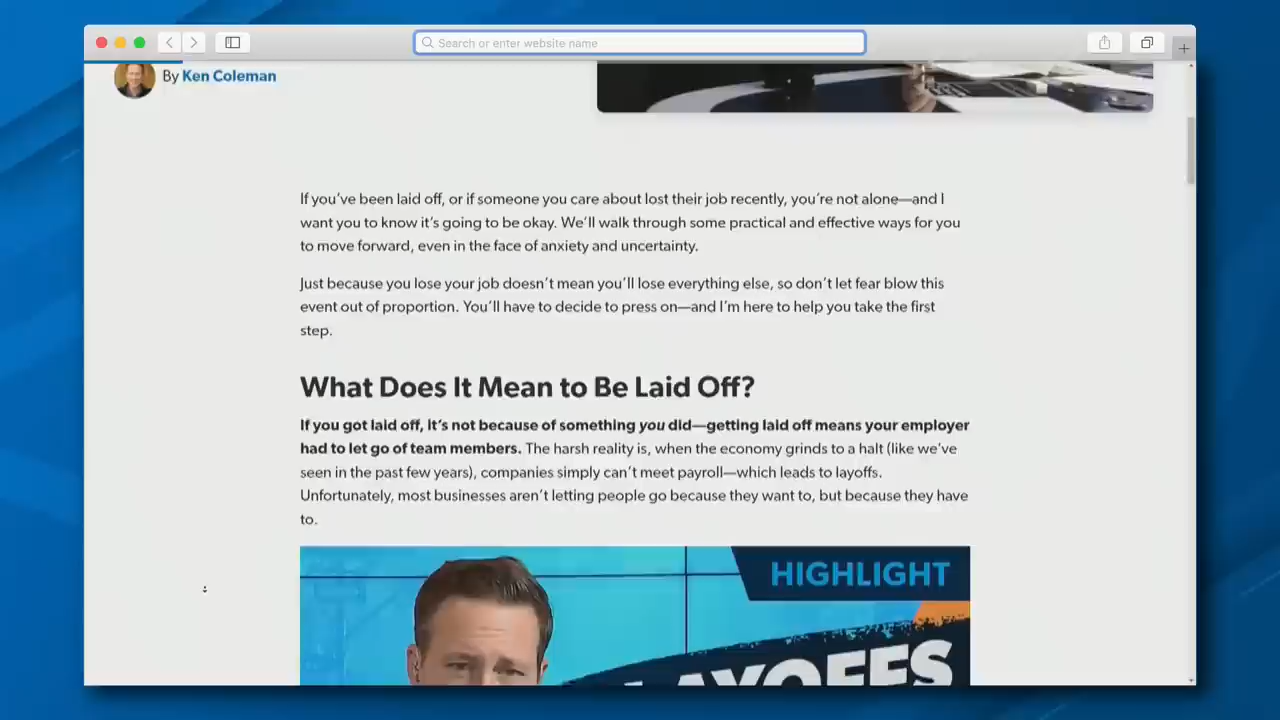 Search or enter website name
By Ken Coleman
If you've been laid off, or if someone you care about lost their job recently, you're not alone—and I
want you to know it's going to be okay. We'll walk through some practical and effective ways for you
to move forward, even in the face of anxiety and uncertainty.
Just because you lose your job doesn't mean you'll lose everything else, so don't let fear blow this
event out of proportion. You'll have to decide to press on—and I'm here to help you take the first
step.
What Does It Mean to Be Laid Off?
If you got laid off, it's not because of something you did—getting laid off means your employer
had to let go of team members. The harsh reality is, when the economy grinds to a halt (like we've
seen in the past few years), companies simply can't meet payroll—which leads to layoffs.
Unfortunately, most businesses aren't letting people go because they want to, but because they have
to.
HIGHLIGHT
LAYOFFS